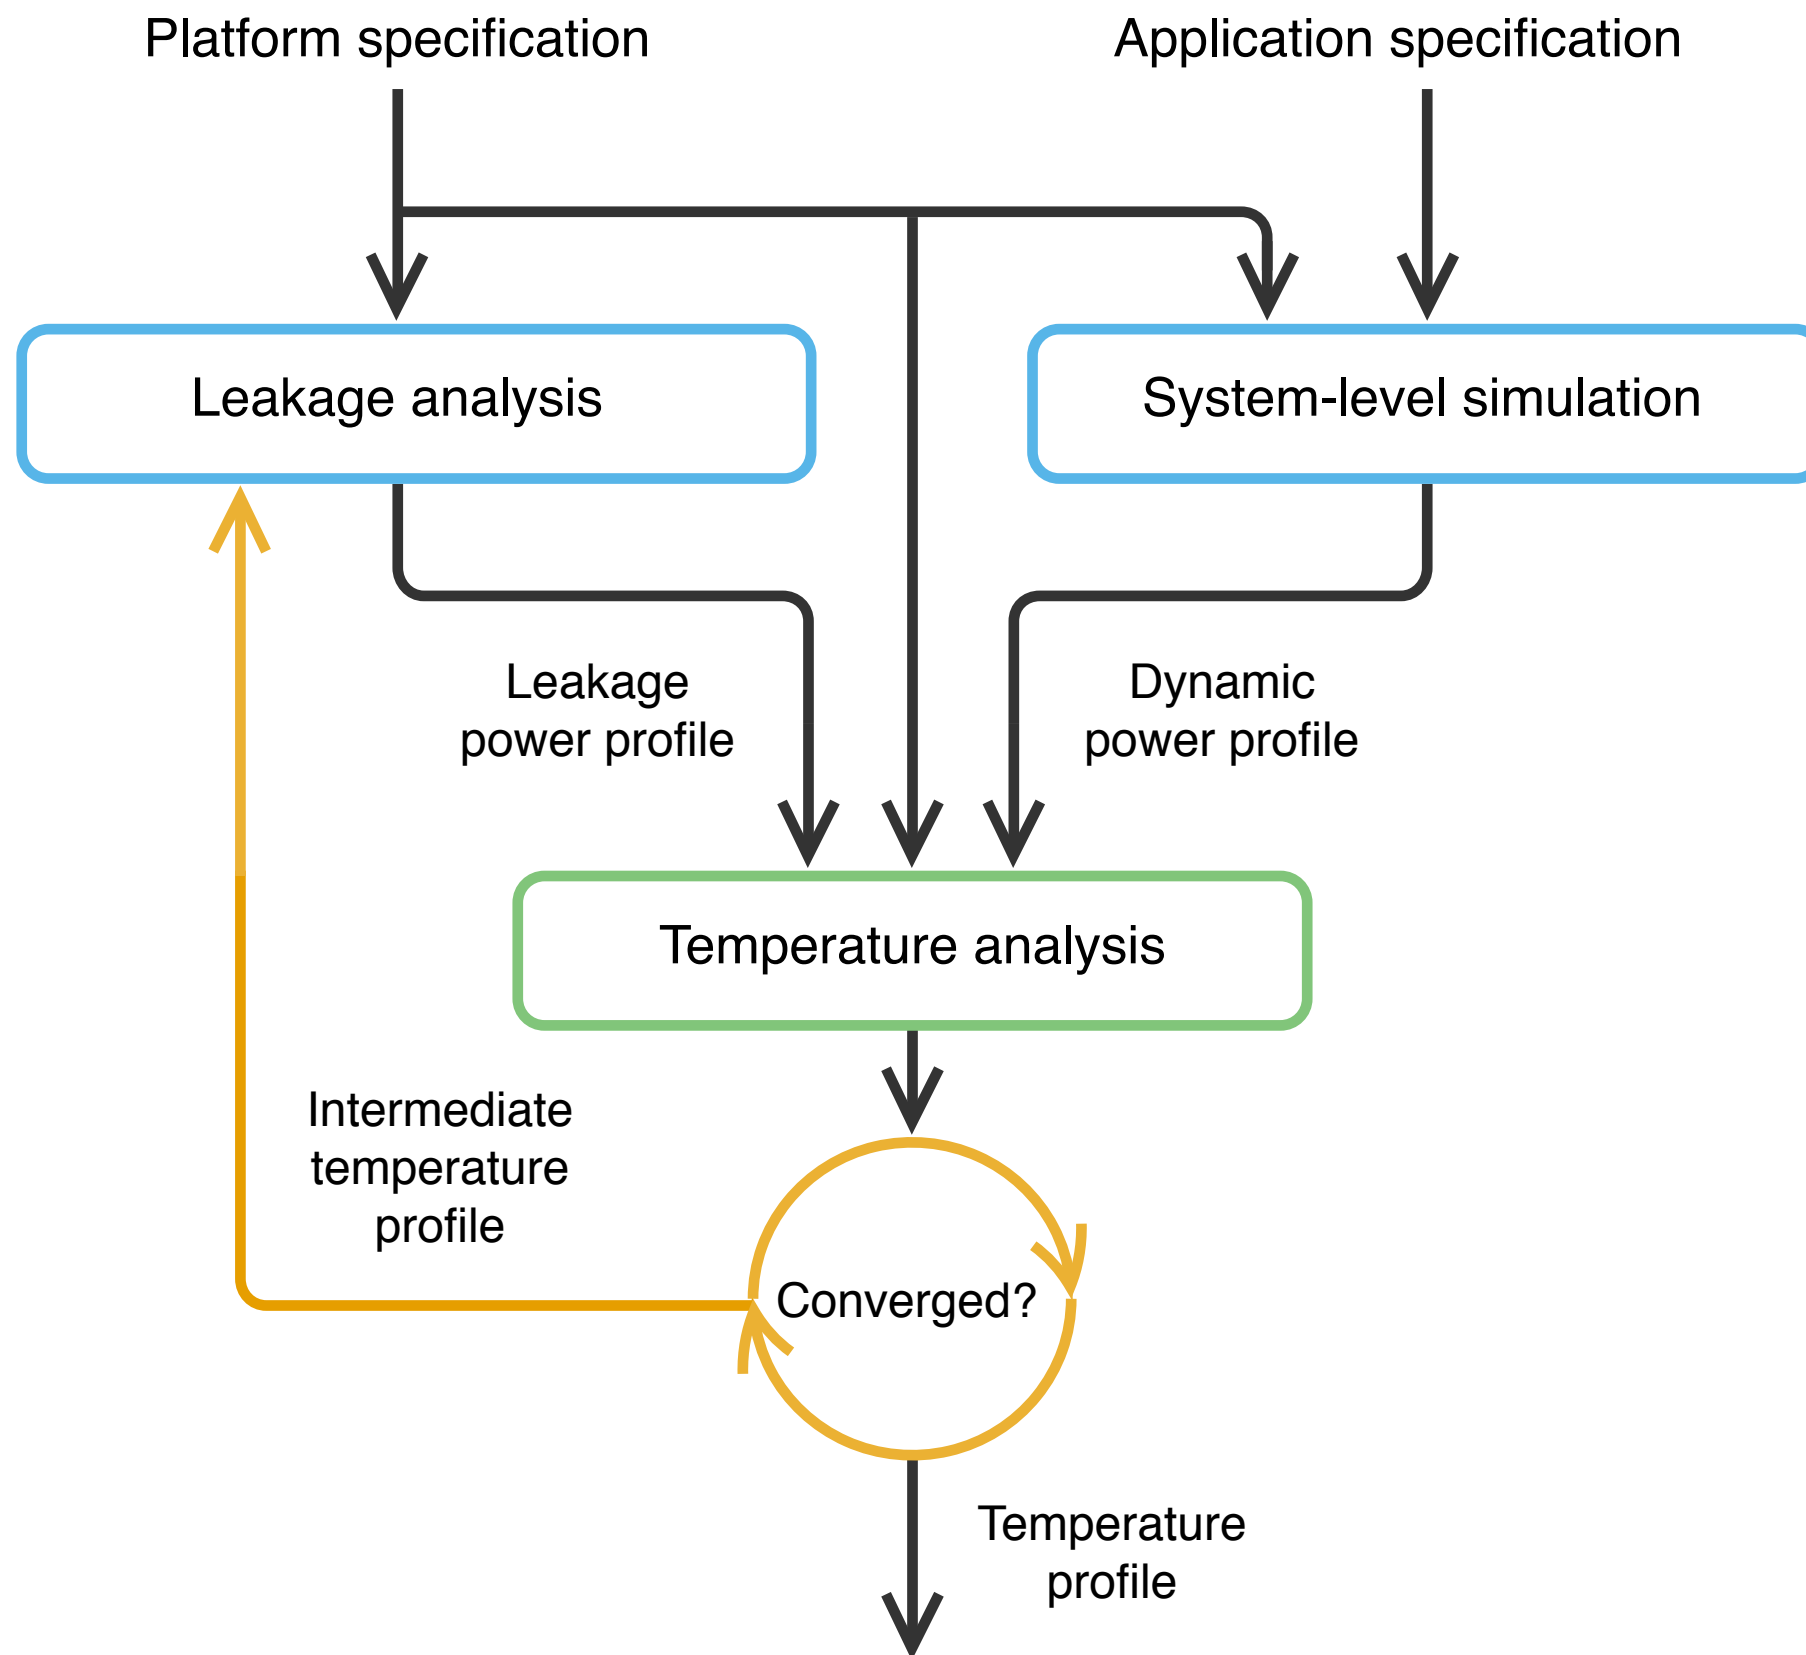 Platform specification
Application specification
Leakage analysis
System-level simulation
Leakage
power profile
Dynamic
power profile
Temperature analysis
Intermediate
temperature
profile
Converged?
Temperature
profile